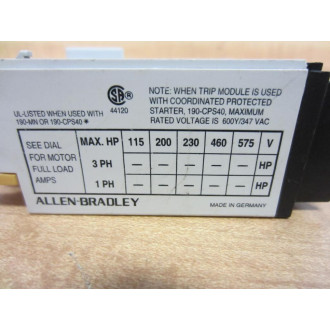 UL-LISTED WHEN USED WITH
190-MN OR 190-CPS40 *
SA
44120
NOTE: WHEN TRIP MODULE IS USED
WITH COORDINATED PROTECTED
STARTER, 190-CPS40, MAXIMUM
RATED VOLTAGE IS 600Y/347 VAC
SEE DIAL
FOR MOTOR
FULL LOAD
AMPS
MAX. HP 115 200 230 460 575 V
3 PH — — — — — HP
1 PH — — — — — HP
ALLEN-BRADLEY
MADE IN GERMANY